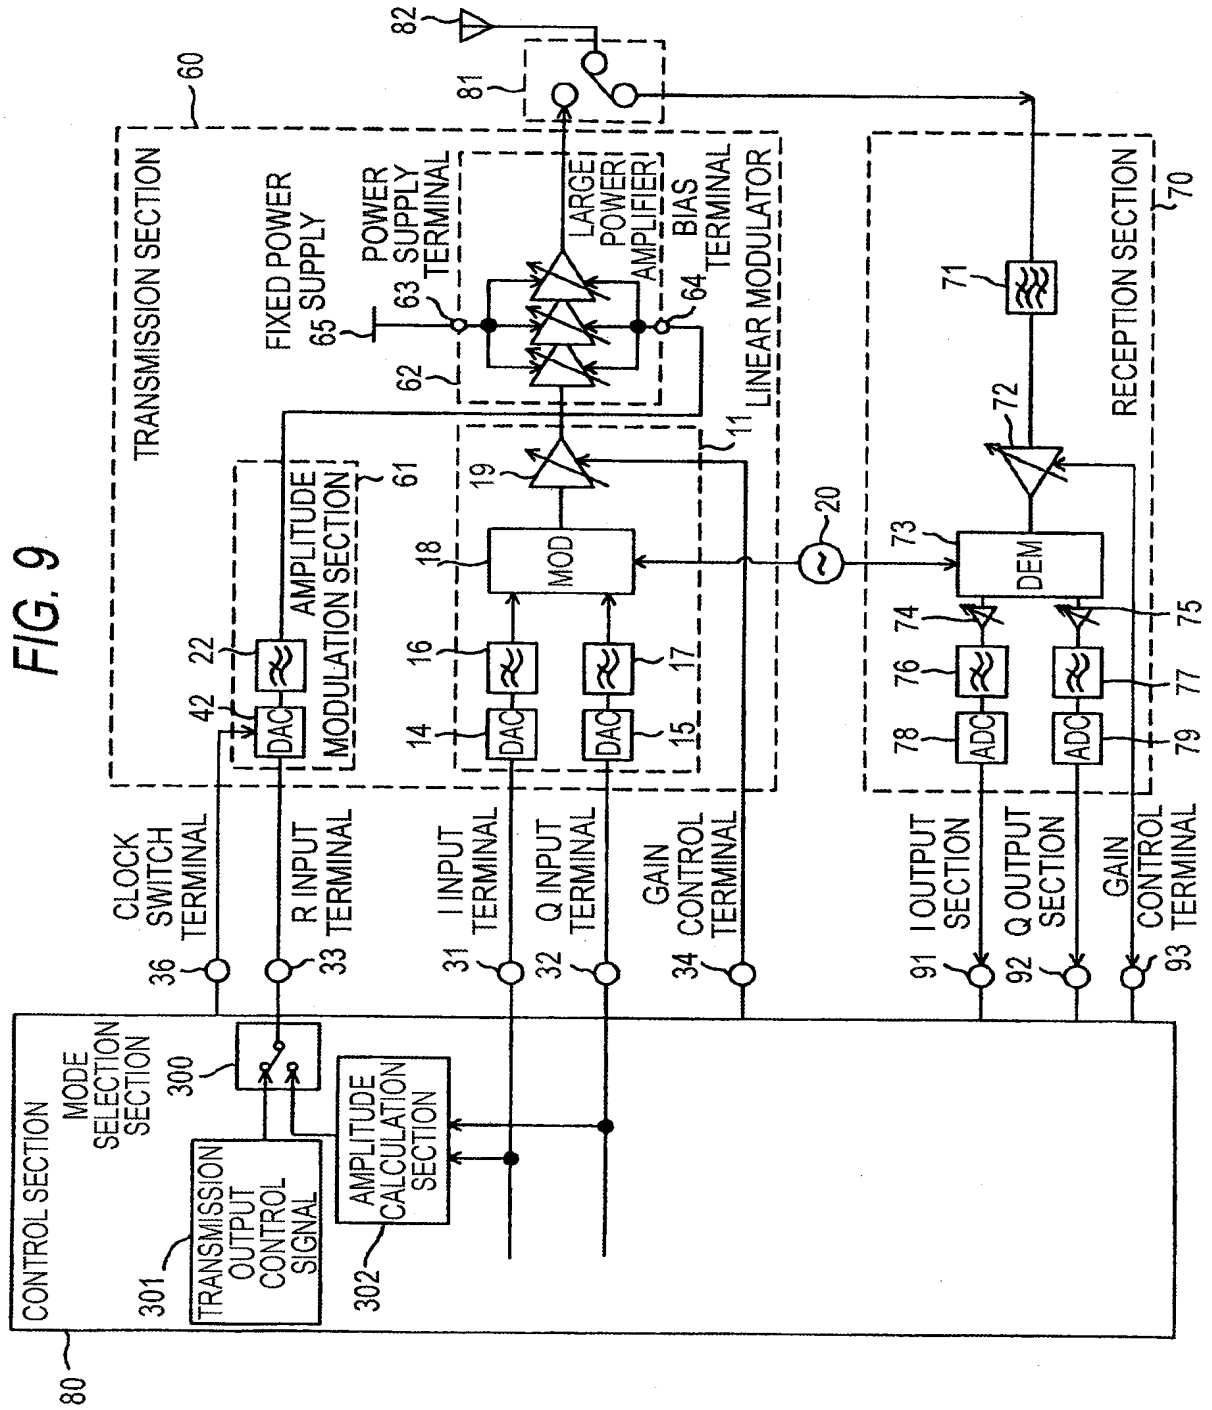 FIG. 9
80
CONTROL SECTION
301
TRANSMISSION
OUTPUT
CONTROL
SIGNAL
MODE
SELECTION
SECTION
300
302
AMPLITUDE
CALCULATION
SECTION
36
CLOCK
SWITCH
TERMINAL
33
R INPUT
TERMINAL
31
I INPUT
TERMINAL
32
Q INPUT
TERMINAL
34
GAIN
CONTROL
TERMINAL
91
I OUTPUT
SECTION
92
Q OUTPUT
SECTION
93
GAIN
CONTROL
TERMINAL
60
TRANSMISSION SECTION
42
DAC
22
AMPLITUDE
MODULATION SECTION
61
14
DAC
16
15
DAC
17
18
MOD
19
11
LINEAR MODULATOR
FIXED POWER
SUPPLY
65
POWER
SUPPLY
TERMINAL
63
62
LARGE
POWER
AMPLIFIER
64
BIAS
TERMINAL
20
81
82
RECEPTION SECTION
70
71
72
73
DEM
74
75
76
77
78
ADC
79
ADC